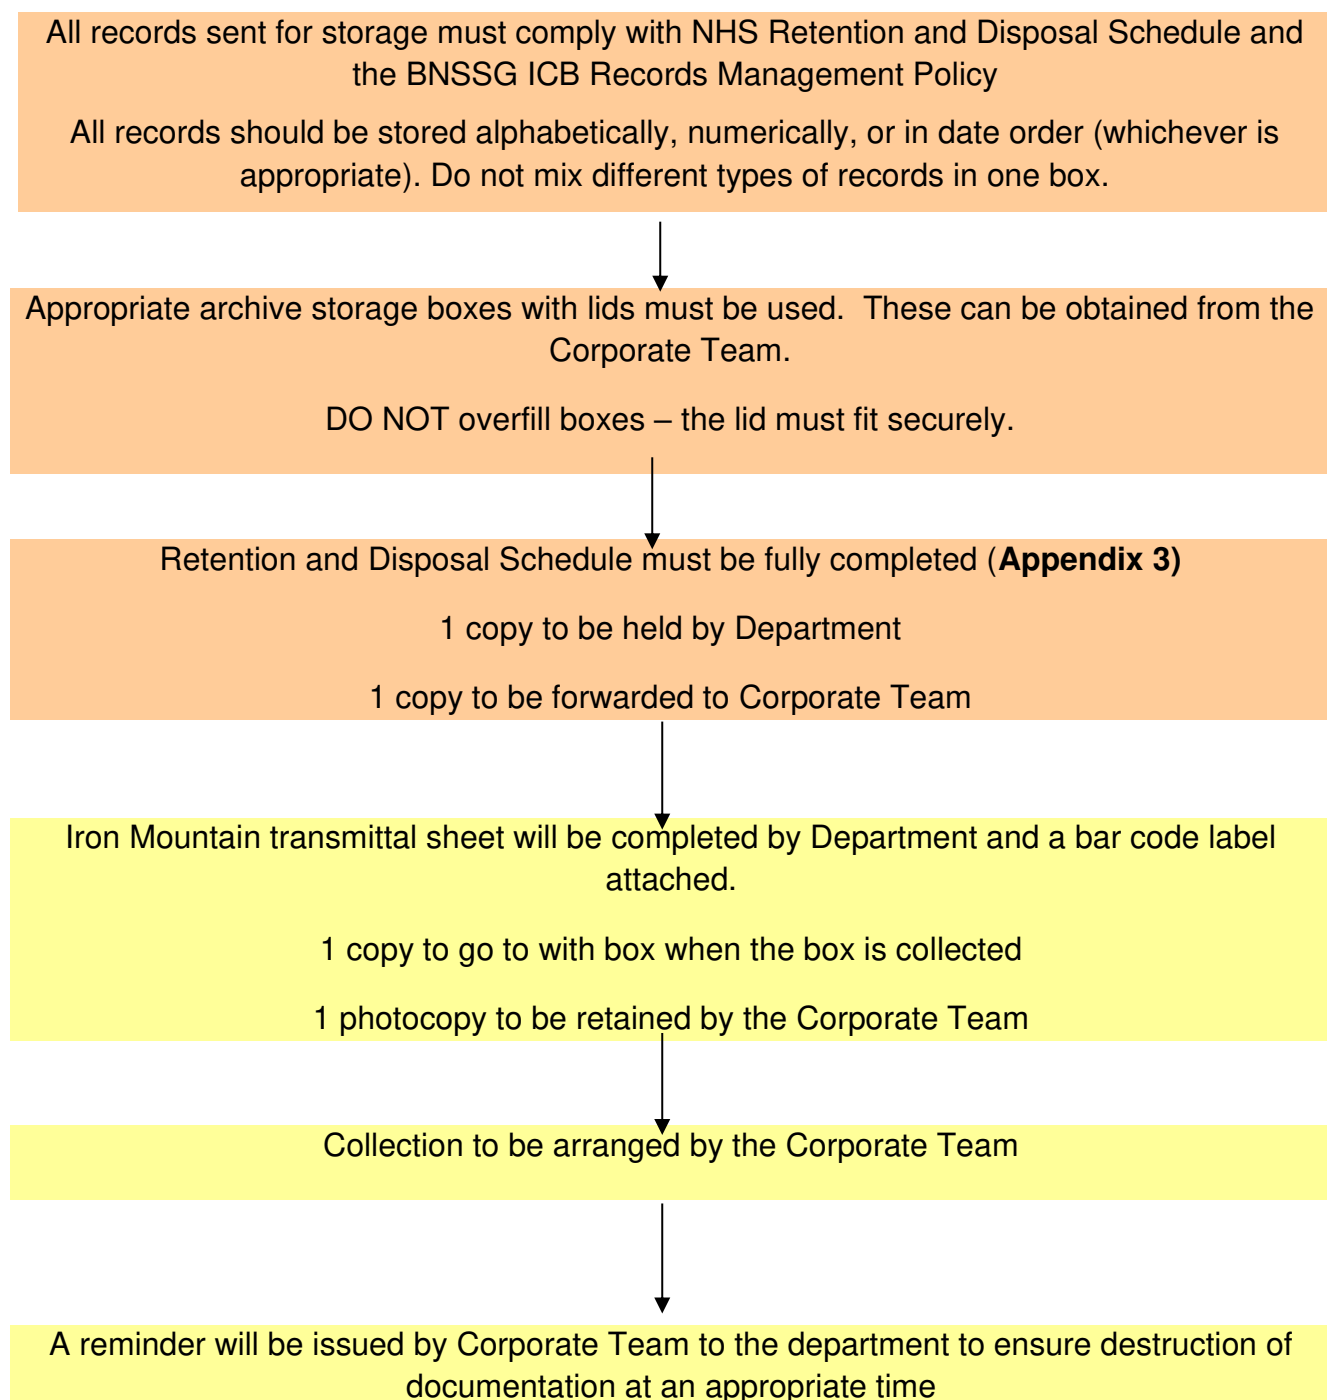 All records sent for storage must comply with NHS Retention and Disposal Schedule and
the BNSSG ICB Records Management Policy
All records should be stored alphabetically, numerically, or in date order (whichever is
appropriate). Do not mix different types of records in one box.
Appropriate archive storage boxes with lids must be used.  These can be obtained from the
Corporate Team.
DO NOT overfill boxes – the lid must fit securely.
Retention and Disposal Schedule must be fully completed (Appendix 3)
1 copy to be held by Department
1 copy to be forwarded to Corporate Team
Iron Mountain transmittal sheet will be completed by Department and a bar code label
attached.
1 copy to go to with box when the box is collected
1 photocopy to be retained by the Corporate Team
Collection to be arranged by the Corporate Team
A reminder will be issued by Corporate Team to the department to ensure destruction of
documentation at an appropriate time